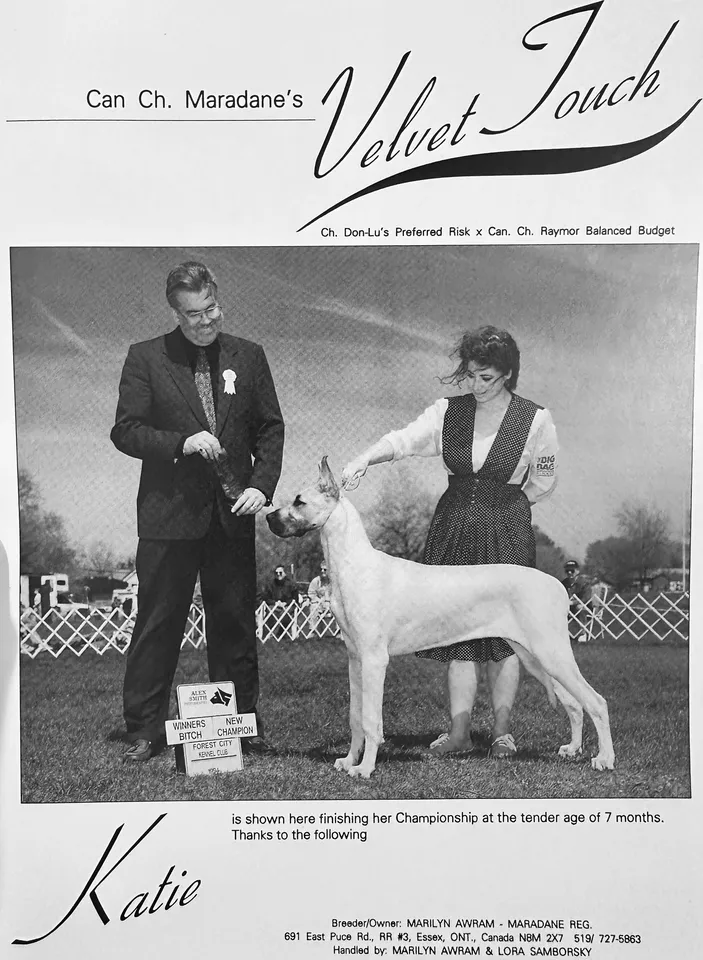 Can Ch. Maradane's
Velvet Touch
Ch. Don-Lu's Preferred Risk x Can. Ch. Raymor Balanced Budget
ALEX
SMITH
WINNERS
BITCH
NEW
CHAMPION
FOREST CITY
KENNEL CLUB
is shown here finishing her Championship at the tender age of 7 months.
Thanks to the following
Katie
Breeder/Owner: MARILYN AWRAM - MARADANE REG.
691 East Puce Rd., RR #3, Essex, ONT., Canada N8M 2X7 519/ 727-5863
Handled by: MARILYN AWRAM & LORA SAMBORSKY